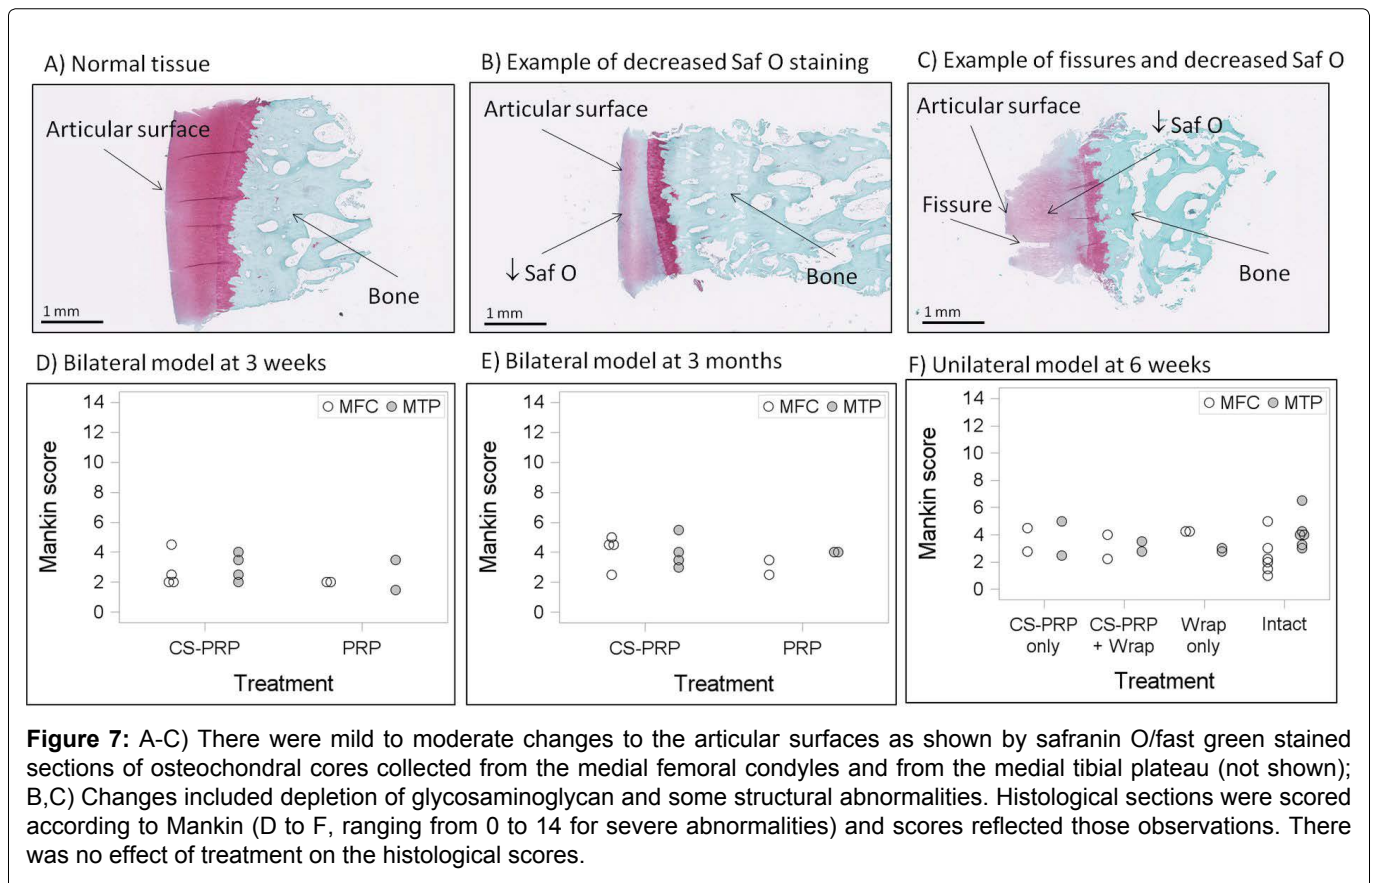 A) Normal tissue
Articular surface
Bone
1 mm
B) Example of decreased Saf O staining
Articular surface
↓ Saf O
Bone
1 mm
C) Example of fissures and decreased Saf O
Articular surface
↓ Saf O
Fissure
Bone
1 mm
D) Bilateral model at 3 weeks
MFC MTP
14
12
10
8
6
4
2
0
Mankin score
CS-PRP PRP
Treatment
E) Bilateral model at 3 months
MFC MTP
14
12
10
8
6
4
2
0
Mankin score
CS-PRP PRP
Treatment
F) Unilateral model at 6 weeks
MFC MTP
14
12
10
8
6
4
2
0
Mankin score
CS-PRP CS-PRP Wrap Intact
only + Wrap only
Treatment
Figure 7: A-C) There were mild to moderate changes to the articular surfaces as shown by safranin O/fast green stained
sections of osteochondral cores collected from the medial femoral condyles and from the medial tibial plateau (not shown);
B,C) Changes included depletion of glycosaminoglycan and some structural abnormalities. Histological sections were scored
according to Mankin (D to F, ranging from 0 to 14 for severe abnormalities) and scores reflected those observations. There
was no effect of treatment on the histological scores.